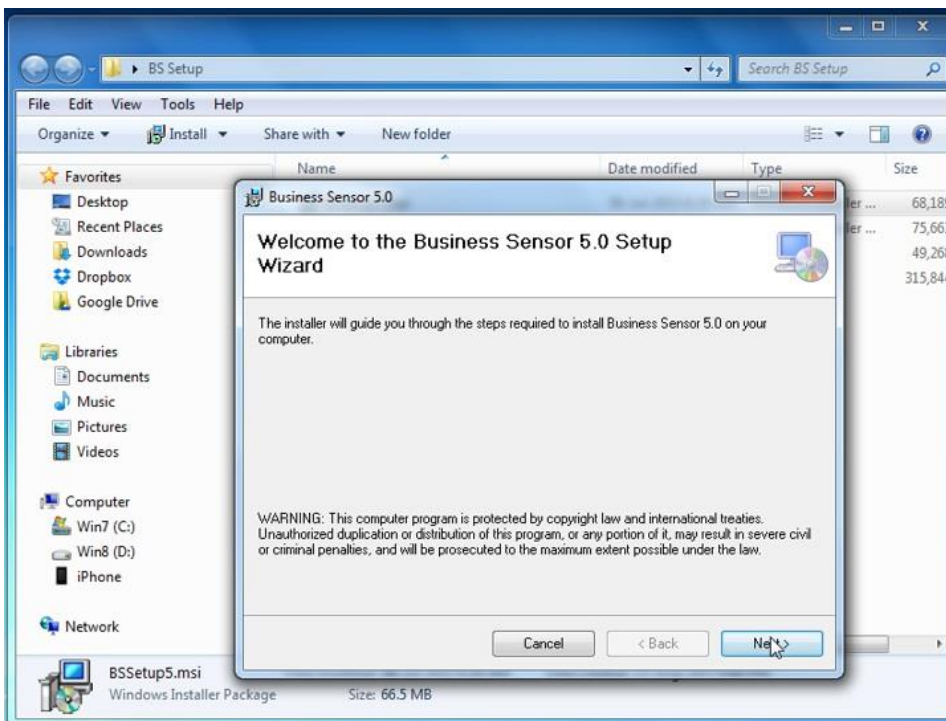 BS Setup
Search BS Setup
File Edit View Tools Help
Organize Install Share with New folder
Name Date modified Type Size
Favorites
Desktop
Recent Places
Downloads
Dropbox
Google Drive
Libraries
Documents
Music
Pictures
Videos
Computer
Win7 (C:)
Win8 (D:)
iPhone
Network
ler ... 68,189
ler ... 75,66
49,26
315,84
Business Sensor 5.0
Welcome to the Business Sensor 5.0 Setup
Wizard
The installer will guide you through the steps required to install Business Sensor 5.0 on your
computer.
WARNING: This computer program is protected by copyright law and international treaties.
Unauthorized duplication or distribution of this program, or any portion of it, may result in severe civil
or criminal penalties, and will be prosecuted to the maximum extent possible under the law.
Cancel < Back Next >
BSSetup5.msi
Windows Installer Package Size: 66.5 MB